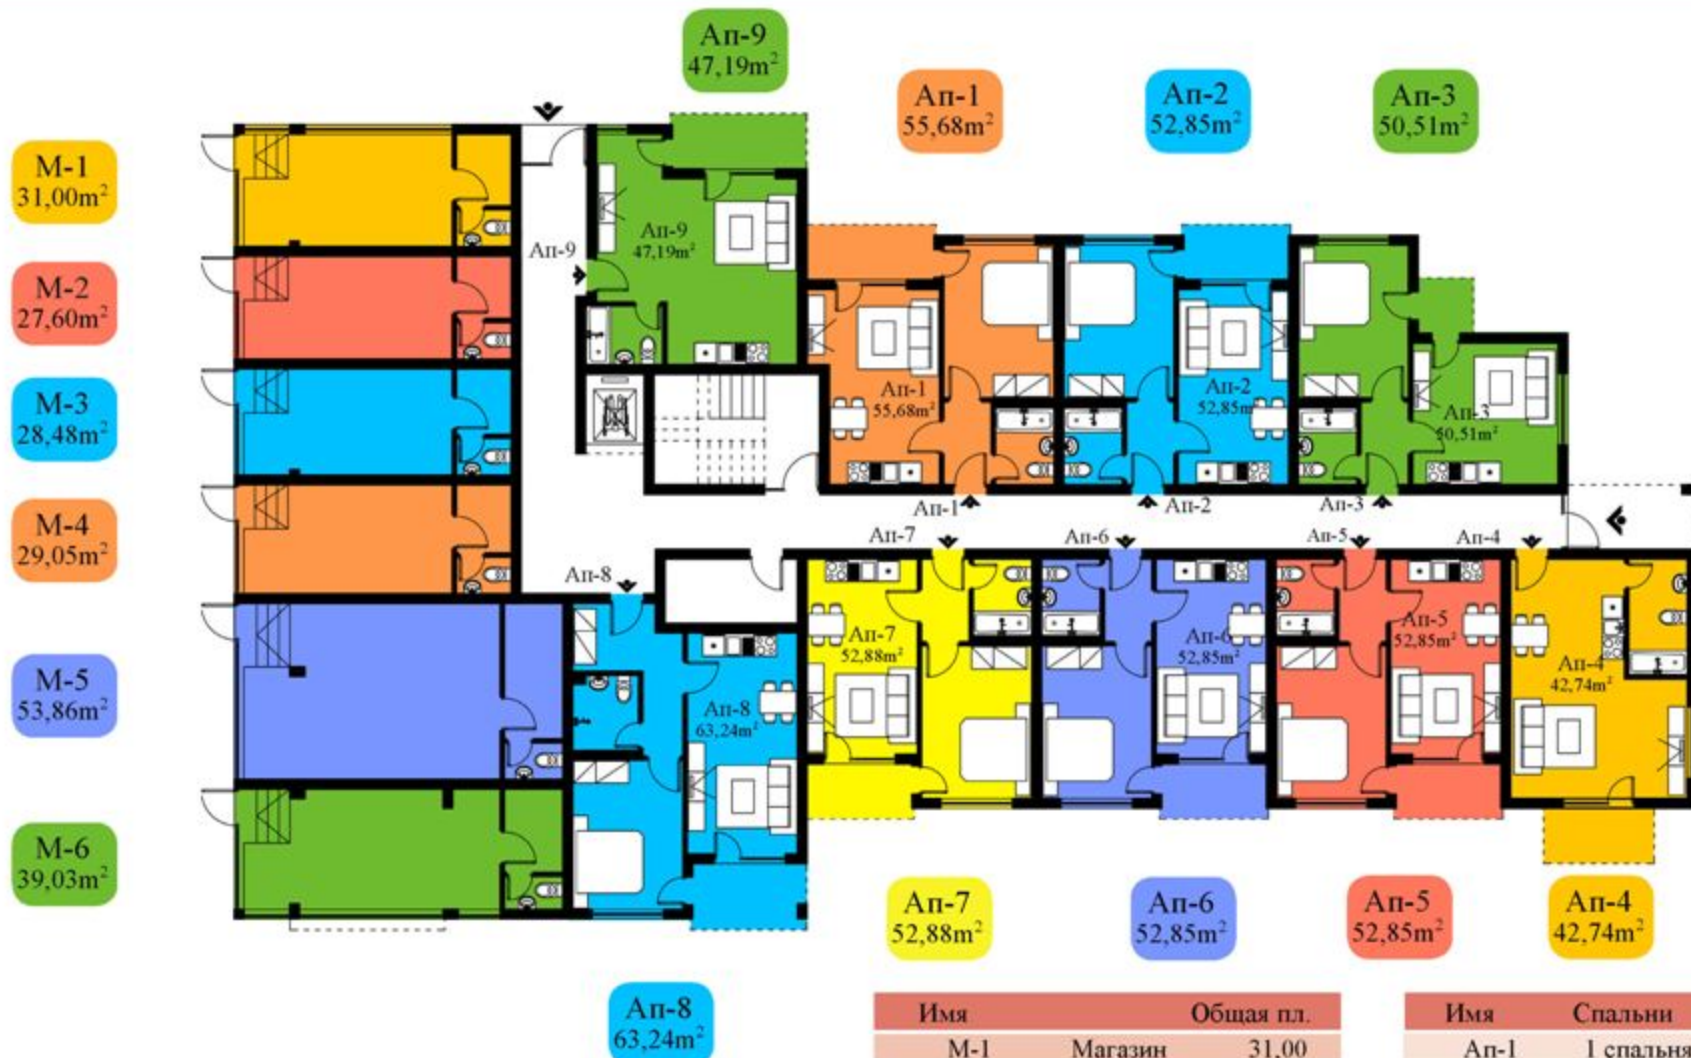 Ап-9
47,19m²
Ап-1
55,68m²
Ап-2
52,85m²
Ап-3
50,51m²
М-1
31,00m²
М-2
27,60m²
М-3
28,48m²
М-4
29,05m²
М-5
53,86m²
М-6
39,03m²
Ап-9
Ап-9
47,19m²
Ап-1
55,68m²
Ап-2
52,85m²
Ап-3
50,51m²
Ап-1
Ап-2
Ап-3
Ап-7
Ап-6
Ап-5
Ап-4
Ап-8
Ап-8
63,24m²
Ап-7
52,88m²
Ап-6
52,85m²
Ап-5
52,85m²
Ап-4
42,74m²
Ап-7
52,88m²
Ап-6
52,85m²
Ап-5
52,85m²
Ап-4
42,74m²
Ап-8
63,24m²
Имя Общая пл.
М-1 Магазин 31,00
Имя Спальни
Ап-1 1 спальня